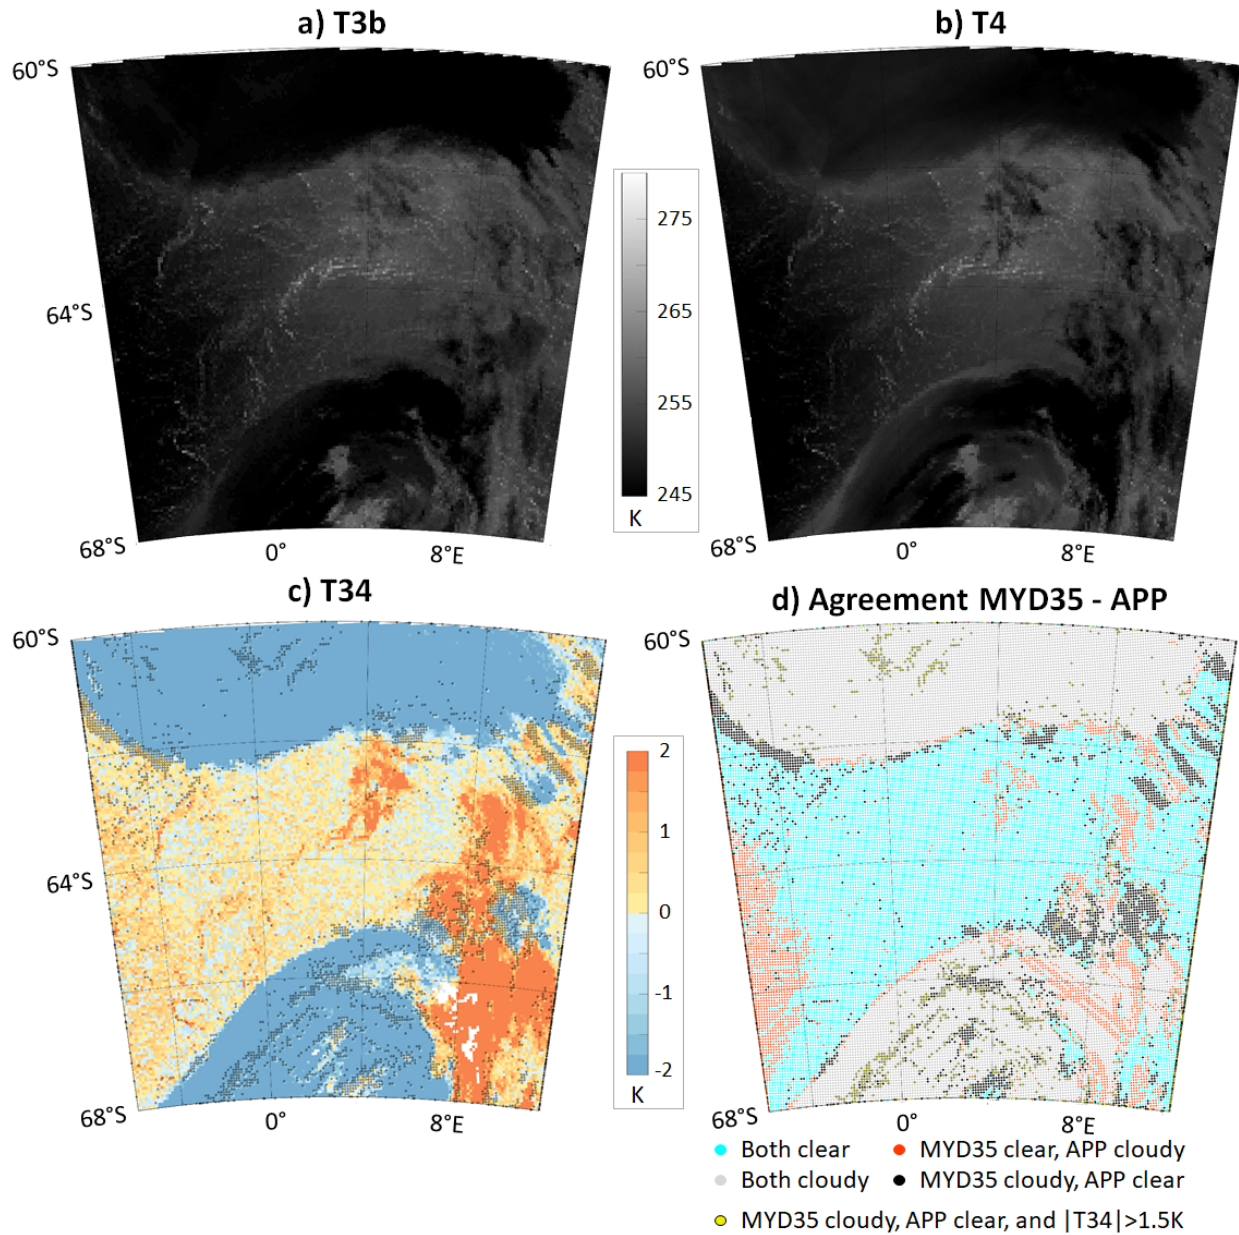 a) T3b
b) T4
60°S
60°S
275
265
64°S
255
245
K
68°S
68°S
0°
8°E
0°
8°E
c) T34
d) Agreement MYD35 - APP
60°S
60°S
2
1
64°S
0
-1
-2
K
68°S
68°S
0°
8°E
0°
8°E
Both clear
MYD35 clear, APP cloudy
Both cloudy
MYD35 cloudy, APP clear
MYD35 cloudy, APP clear, and |T34|>1.5K